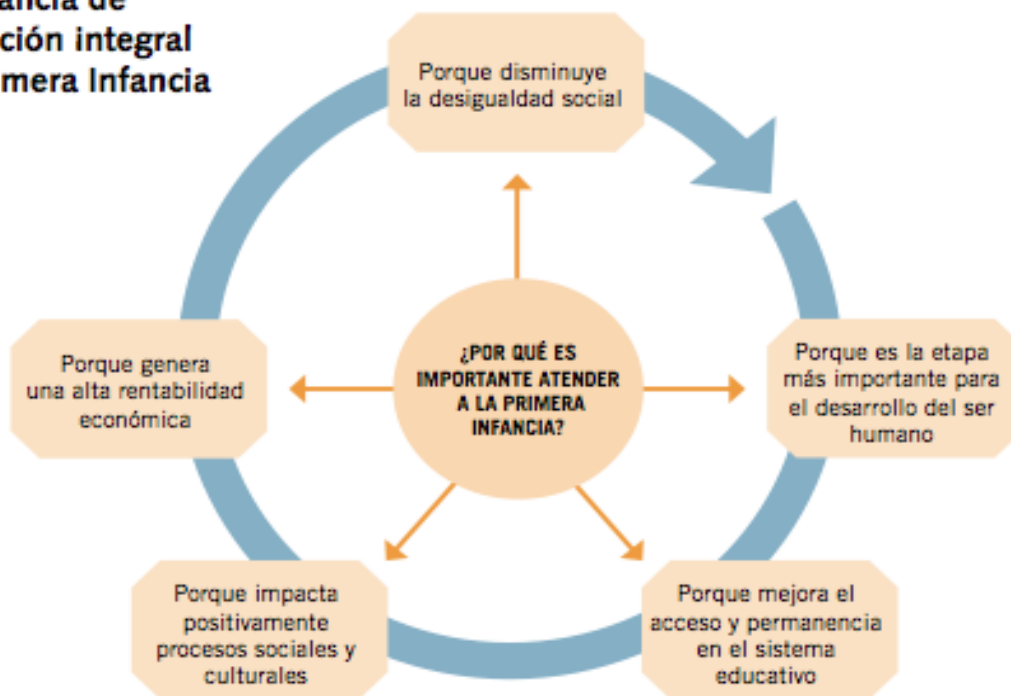 ción integral
mera Infancia
Porque disminuye
la desigualdad social
¿POR QUÉ ES
IMPORTANTE ATENDER
A LA PRIMERA
INFANCIA?
Porque es la etapa
más importante para
el desarrollo del ser
humano
Porque mejora el
acceso y permanencia
en el sistema
educativo
Porque impacta
positivamente
procesos sociales y
culturales
Porque genera
una alta rentabilidad
económica